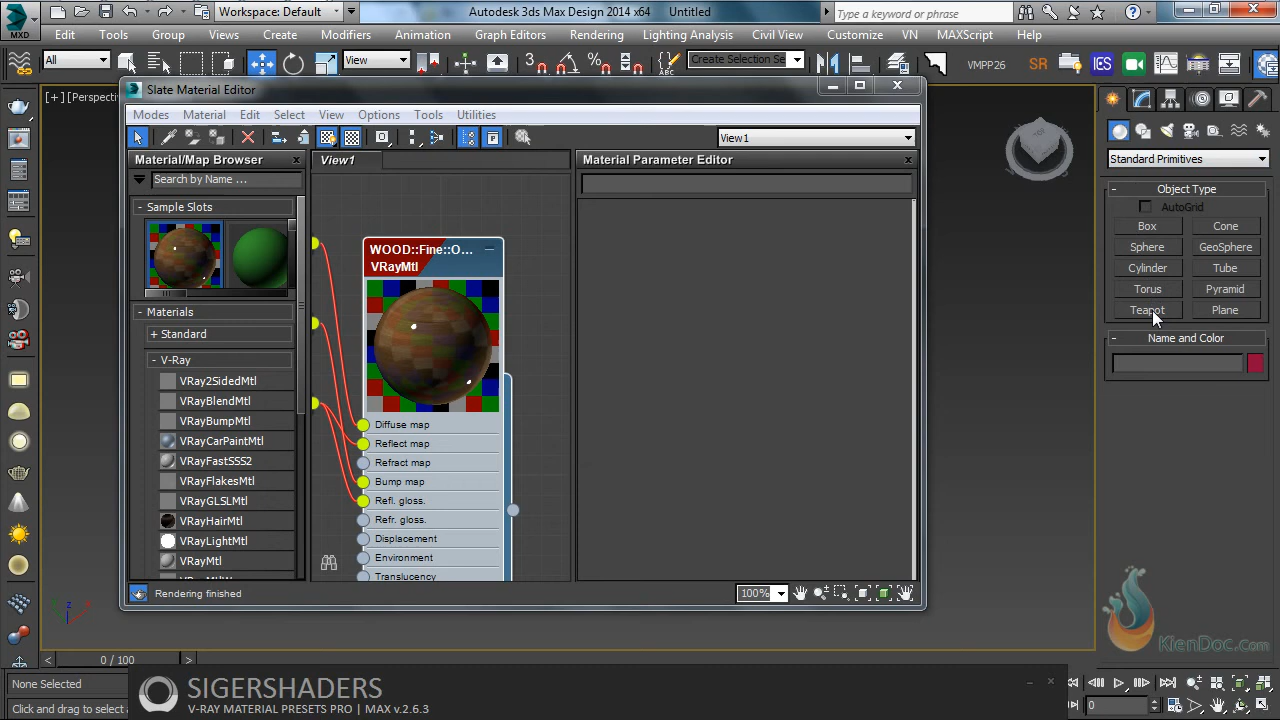 MXD
Workspace: Default
Autodesk 3ds Max Design 2014 x64
Untitled
Type a keyword or phrase
Edit Tools Group Views Create Modifiers Animation Graph Editors Rendering Lighting Analysis Civil View Customize VN MAXScript Help
All
View
3
%
ABC
Create Selection Se
VMPP26
SR
IES
[+] [Perspectiv
Slate Material Editor
Modes Material Edit Select View Options Tools Utilities
View1
Material/Map Browser
View1
Material Parameter Editor
Search by Name ...
- Sample Slots
- Materials
+ Standard
- V-Ray
VRay2SidedMtl
VRayBlendMtl
VRayBumpMtl
VRayCarPaintMtl
VRayFastSSS2
VRayFlakesMtl
VRayGLSLMtl
VRayHairMtl
VRayLightMtl
VRayMtl
WOOD::Fine::O...
VRayMtl
Diffuse map
Reflect map
Refract map
Bump map
Refl. gloss.
Refr. gloss.
Displacement
Environment
Translucency
Rendering finished
100%
Standard Primitives
- Object Type
AutoGrid
Box Cone
Sphere GeoSphere
Cylinder Tube
Torus Pyramid
Teapot Plane
- Name and Color
KienDoc.com
z
x
< 0 / 100 >
None Selected
Click and drag to select a
SIGERSHADERS
V-RAY MATERIAL PRESETS PRO | MAX v.2.6.3
0